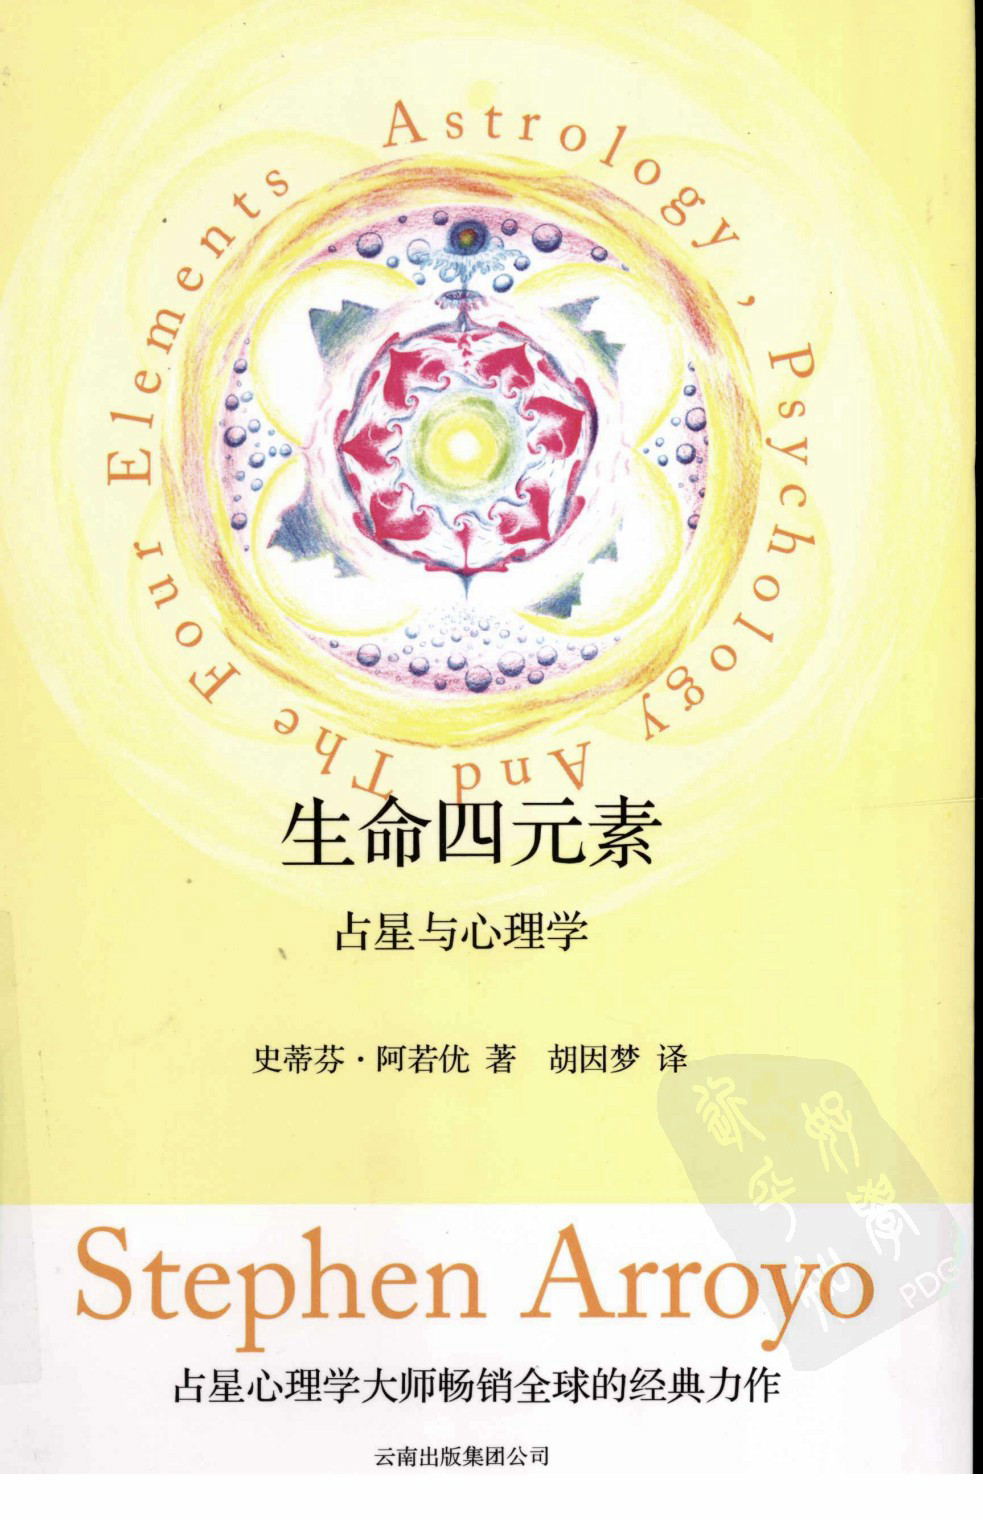 Astrology, Psychology And The Four Elements
生命四元素
占星与心理学
史蒂芬·阿若优 著 胡因梦 译
Stephen Arroyo
占星心理学大师畅销全球的经典力作
云南出版集团公司
PDG